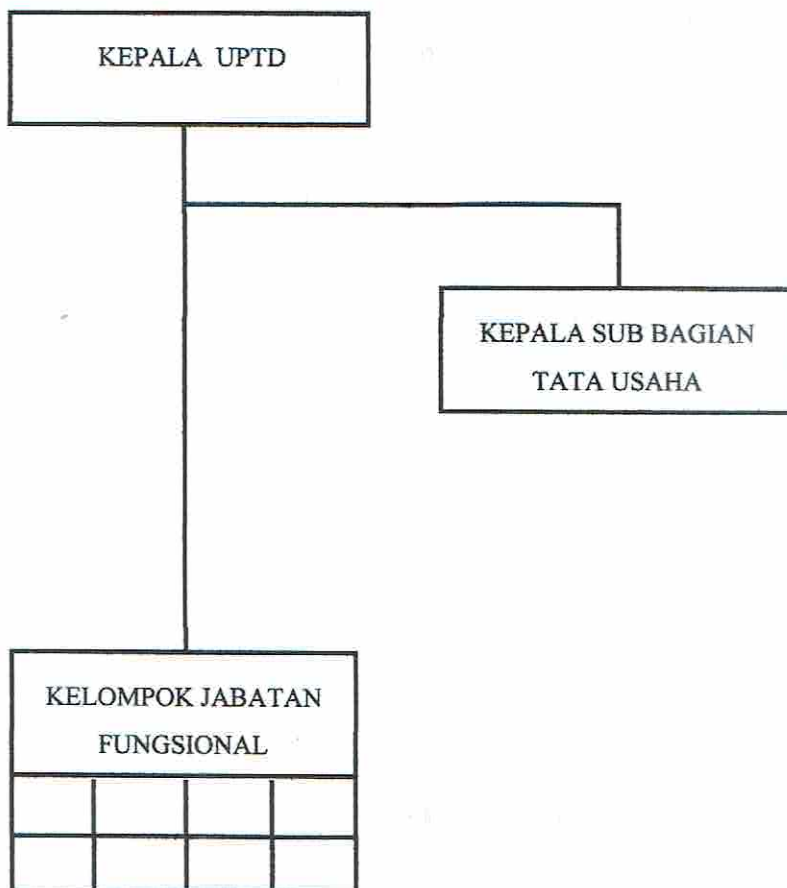 KEPALA UPTD
KEPALA SUB BAGIAN
TATA USAHA
KELOMPOK JABATAN
FUNGSIONAL